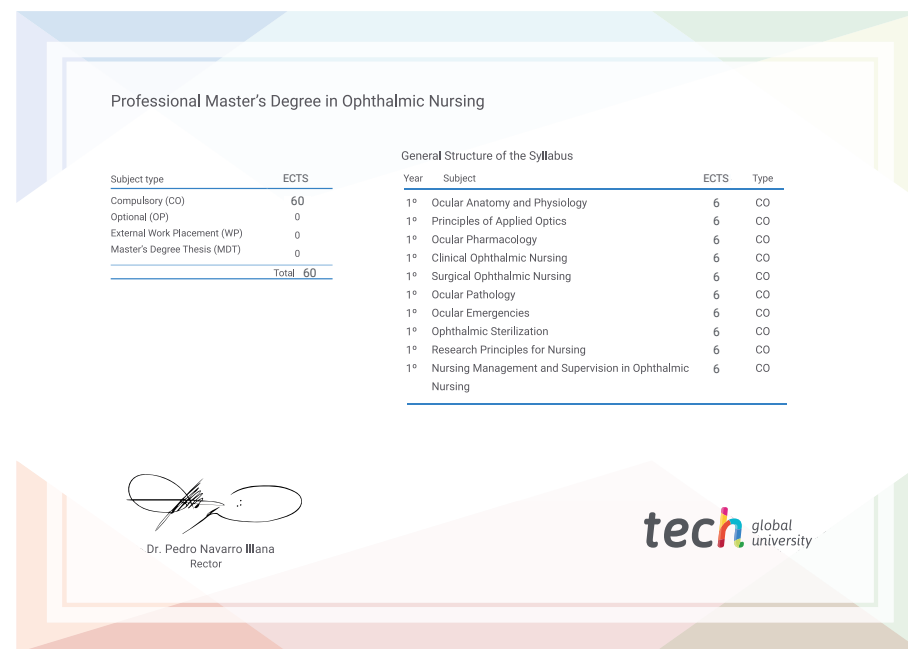 Professional Master's Degree in Ophthalmic Nursing
Subject type ECTS
Compulsory (CO) 60
Optional (OP) 0
External Work Placement (WP) 0
Master's Degree Thesis (MDT) 0
Total 60
General Structure of the Syllabus
Year Subject ECTS Type
1º Ocular Anatomy and Physiology 6 CO
1º Principles of Applied Optics 6 CO
1º Ocular Pharmacology 6 CO
1º Clinical Ophthalmic Nursing 6 CO
1º Surgical Ophthalmic Nursing 6 CO
1º Ocular Pathology 6 CO
1º Ocular Emergencies 6 CO
1º Ophthalmic Sterilization 6 CO
1º Research Principles for Nursing 6 CO
1º Nursing Management and Supervision in Ophthalmic 6 CO
Nursing
Dr. Pedro Navarro Illana
Rector
tech global
university